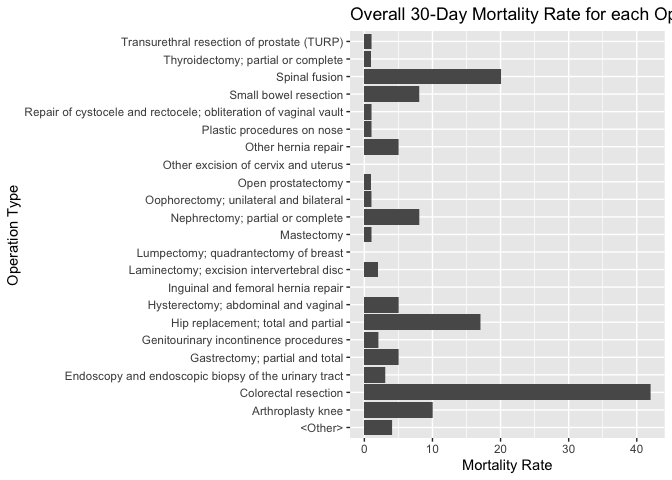 Overall 30-Day Mortality Rate for each Op
Transurethral resection of prostate (TURP)
Thyroidectomy; partial or complete
Spinal fusion
Small bowel resection
Repair of cystocele and rectocele; obliteration of vaginal vault
Plastic procedures on nose
Other hernia repair
Other excision of cervix and uterus
Open prostatectomy
Oophorectomy; unilateral and bilateral
Nephrectomy; partial or complete
Mastectomy
Lumpectomy; quadrantectomy of breast
Laminectomy; excision intervertebral disc
Inguinal and femoral hernia repair
Hysterectomy; abdominal and vaginal
Hip replacement; total and partial
Genitourinary incontinence procedures
Gastrectomy; partial and total
Endoscopy and endoscopic biopsy of the urinary tract
Colorectal resection
Arthroplasty knee
<Other>
Operation Type
0 10 20 30 40
Mortality Rate